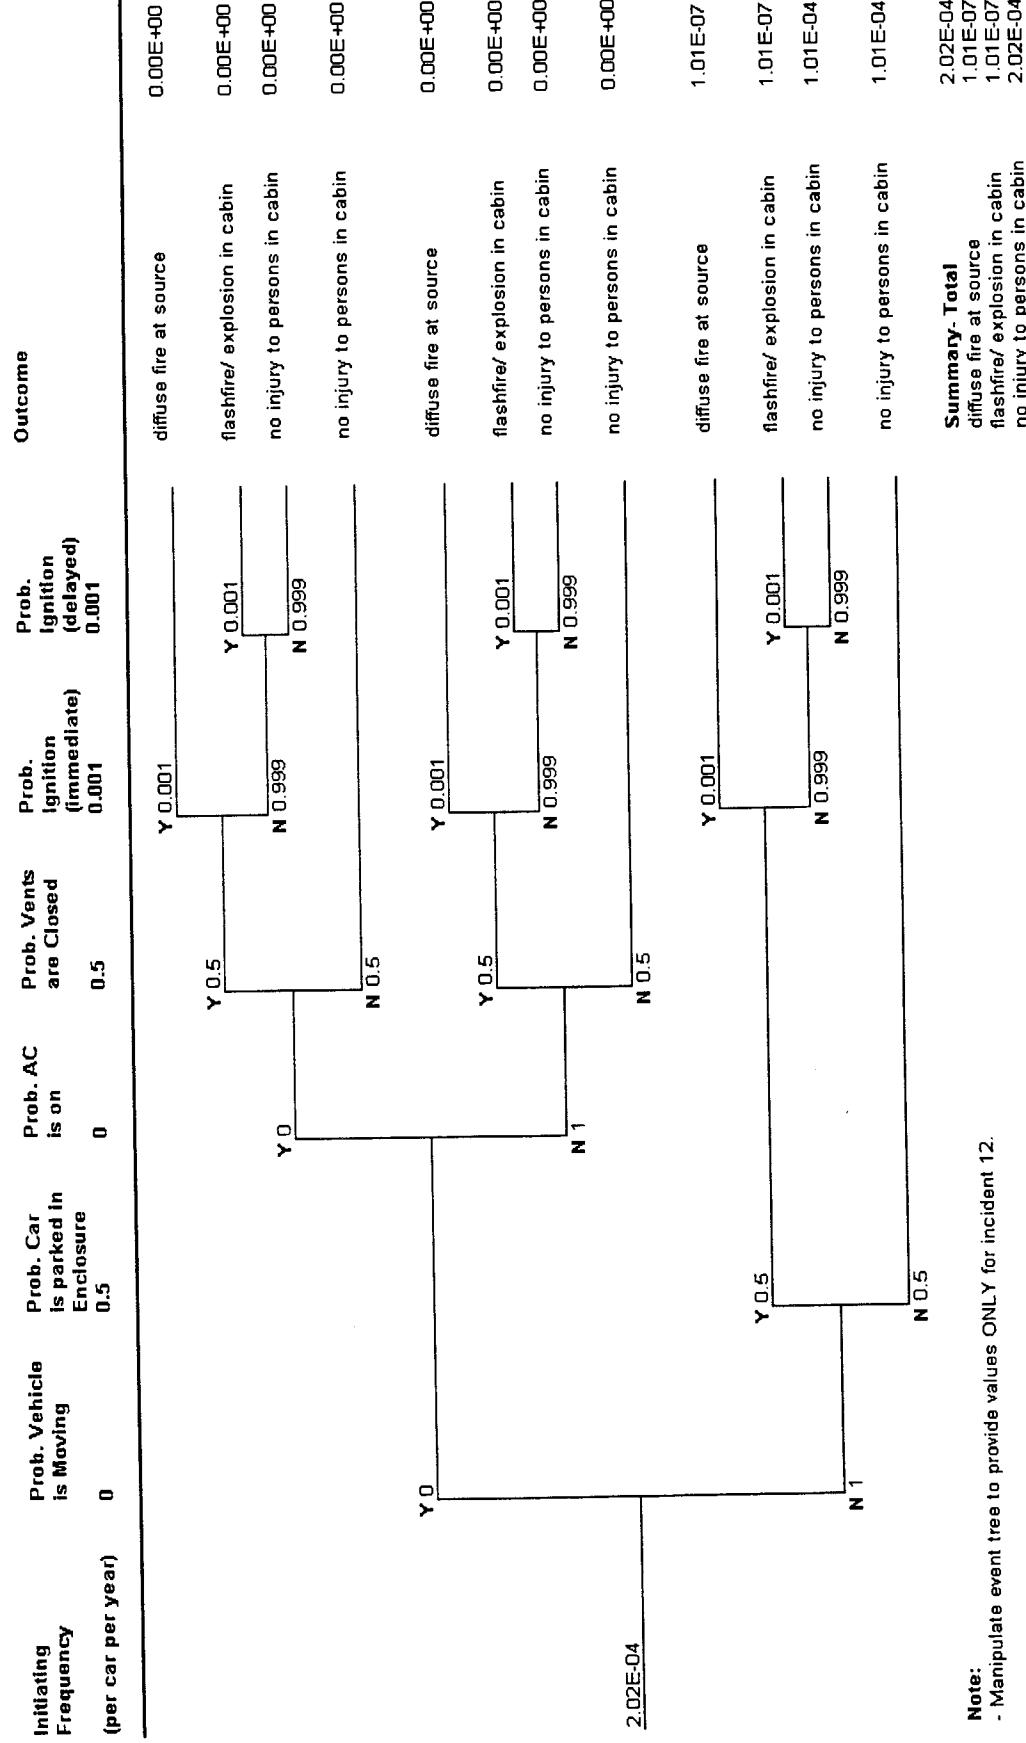 Initiating
Frequency
(per car per year)
Prob. Vehicle
is Moving
0
Prob. Car
is parked in
Enclosure
0.5
Prob. AC
is on
0
Prob. Vents
are Closed
0.5
Prob.
Ignition
(immediate)
0.001
Prob.
Ignition
(delayed)
0.001
Outcome
Y 0.001
diffuse fire at source 0.00E+00
Y 0.5
Y 0.001
flashfire/ explosion in cabin 0.00E+00
N 0.999
N 0.999
no injury to persons in cabin 0.00E+00
Y 0
N 0.5
no injury to persons in cabin 0.00E+00
Y 0
Y 0.001
diffuse fire at source 0.00E+00
Y 0.5
Y 0.001
flashfire/ explosion in cabin 0.00E+00
N 0.999
N 0.999
no injury to persons in cabin 0.00E+00
N 1
N 0.5
no injury to persons in cabin 0.00E+00
2.02E-04
Y 0.001
diffuse fire at source 1.01E-07
Y 0.5
Y 0.001
flashfire/ explosion in cabin 1.01E-07
N 0.999
N 0.999
no injury to persons in cabin 1.01E-04
N 1
N 0.5
no injury to persons in cabin 1.01E-04
Summary- Total 2.02E-04
diffuse fire at source 1.01E-07
flashfire/ explosion in cabin 1.01E-07
no injury to persons in cabin 2.02E-04
Note:
- Manipulate event tree to provide values ONLY for incident 12.